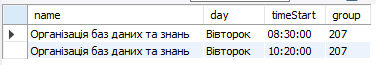 name day timeStart group
Організація баз даних та знань Вівторок 08:30:00 207
Організація баз даних та знань Вівторок 10:20:00 207